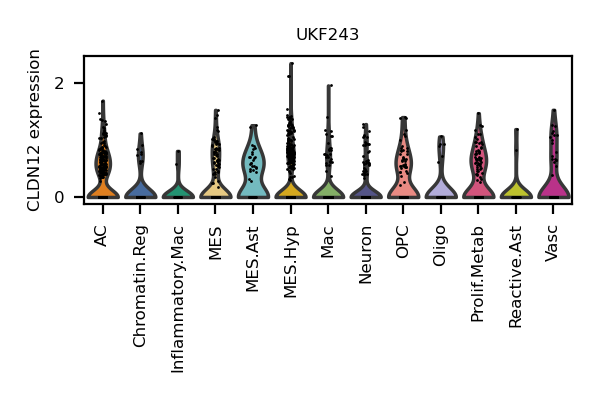 UKF243
CLDN12 expression
2
0
AC
Chromatin.Reg
Inflammatory.Mac
MES
MES.Ast
MES.Hyp
Mac
Neuron
OPC
Oligo
Prolif.Metab
Reactive.Ast
Vasc